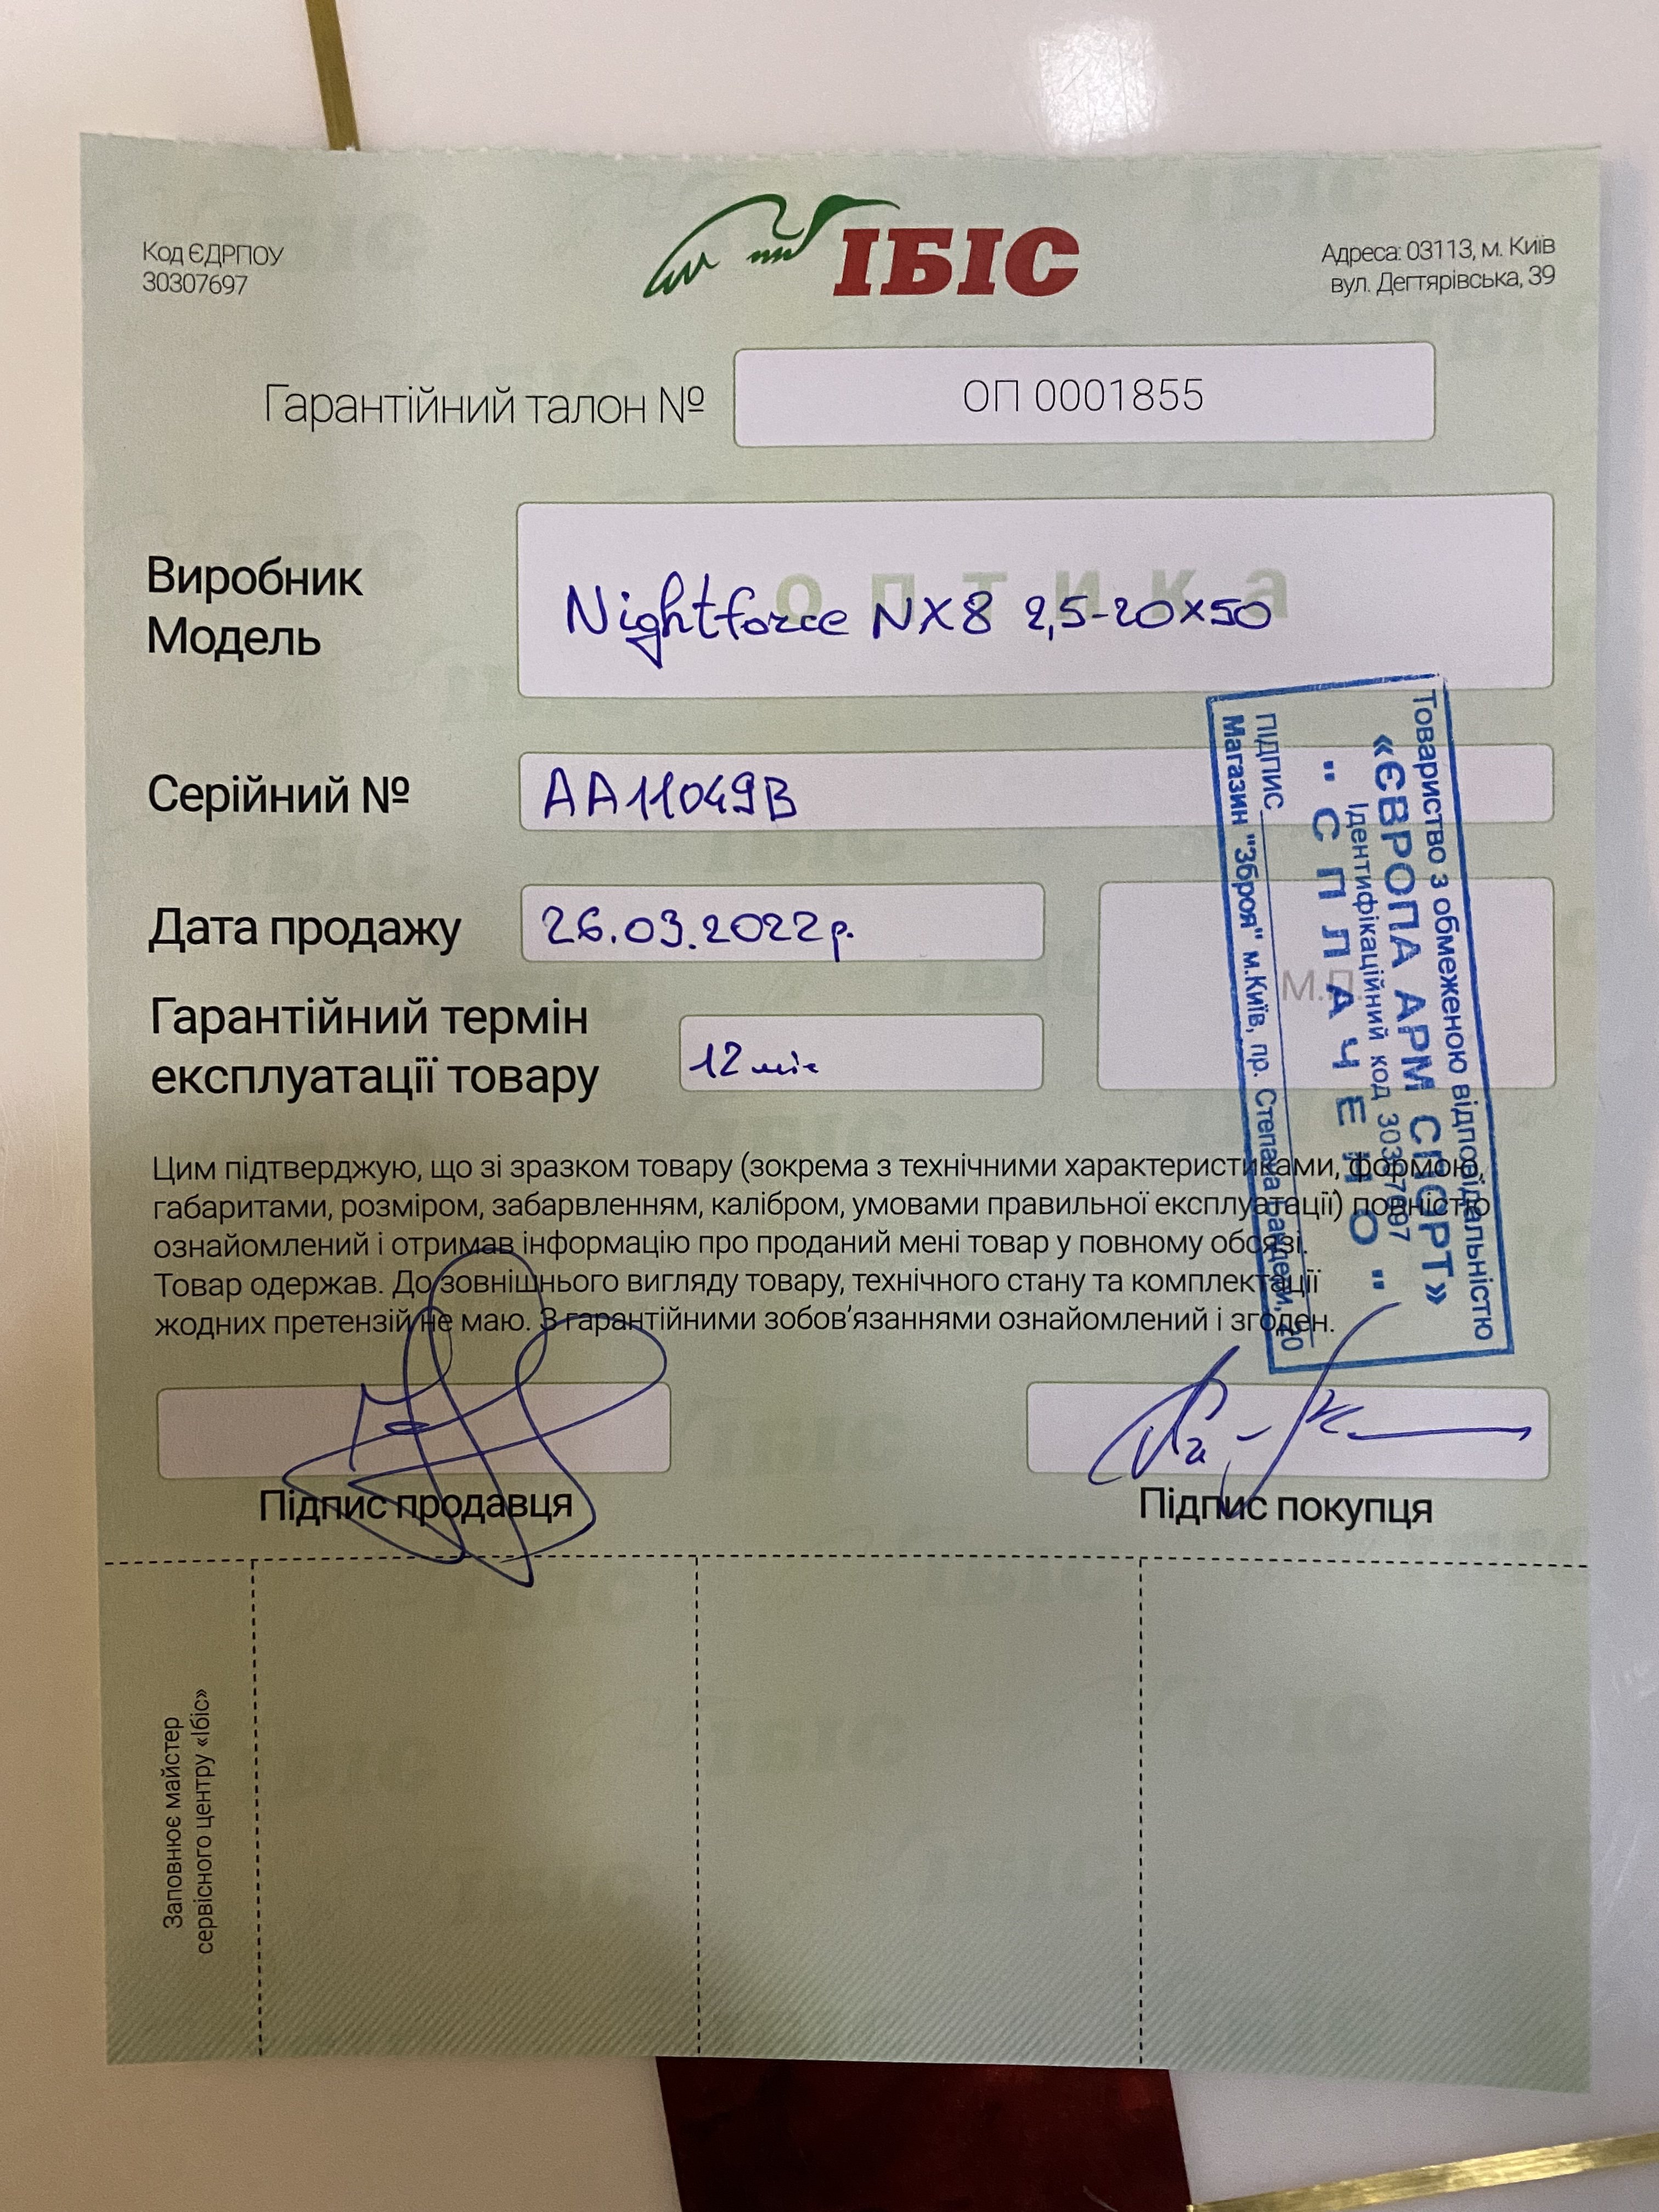 Код ЄДРПОУ
30307697
ІБІС
Адреса: 03113, м. Київ
вул. Дегтярівська, 39
Гарантійний талон № ОП 0001855
Виробник
Модель
оптика
Nightforce NX8 2,5-20x50
Серійний № AA11049B
Дата продажу 26.03.2022р.
Гарантійний термін
експлуатації товару
12 міс
М.П.
Товариство з обмеженою відповідальністю
«ЄВРОПА АРМ СПОРТ»
Ідентифікаційний код 30307697
"СПЛАЧЕНО"
ПІДПИС
Магазин "Зброя" м.Київ, пр. Степана Бандери, 20
Цим підтверджую, що зі зразком товару (зокрема з технічними характеристиками, формою,
габаритами, розміром, забарвленням, калібром, умовами правильної експлуатації) повністю
ознайомлений і отримав інформацію про проданий мені товар у повному обсязі.
Товар одержав. До зовнішнього вигляду товару, технічного стану та комплектації
жодних претензій не маю. З гарантійними зобов'язаннями ознайомлений і згоден.
Підпис продавця
Підпис покупця
Заповнює майстер
сервісного центру «Ібіс»